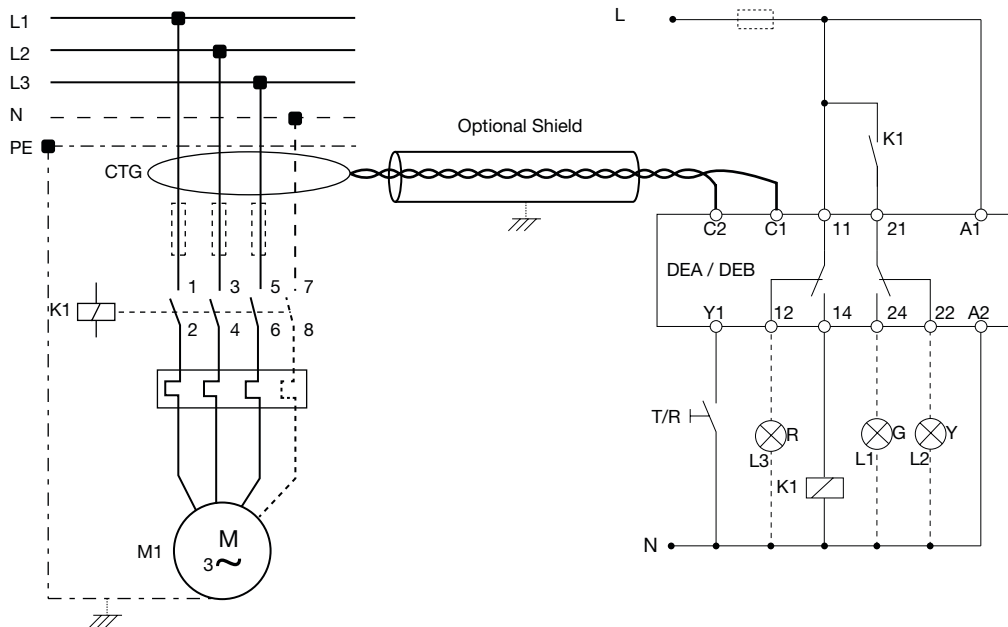 L1
L2
L3
N
PE
CTG
Optional Shield
L
K1
C2 C1 11 21 A1
DEA / DEB
Y1 12 14 24 22 A2
1 3 5 7
K1
2 4 6 8
T/R
R
L3
G
L1
Y
L2
K1
M1
M
3~
N